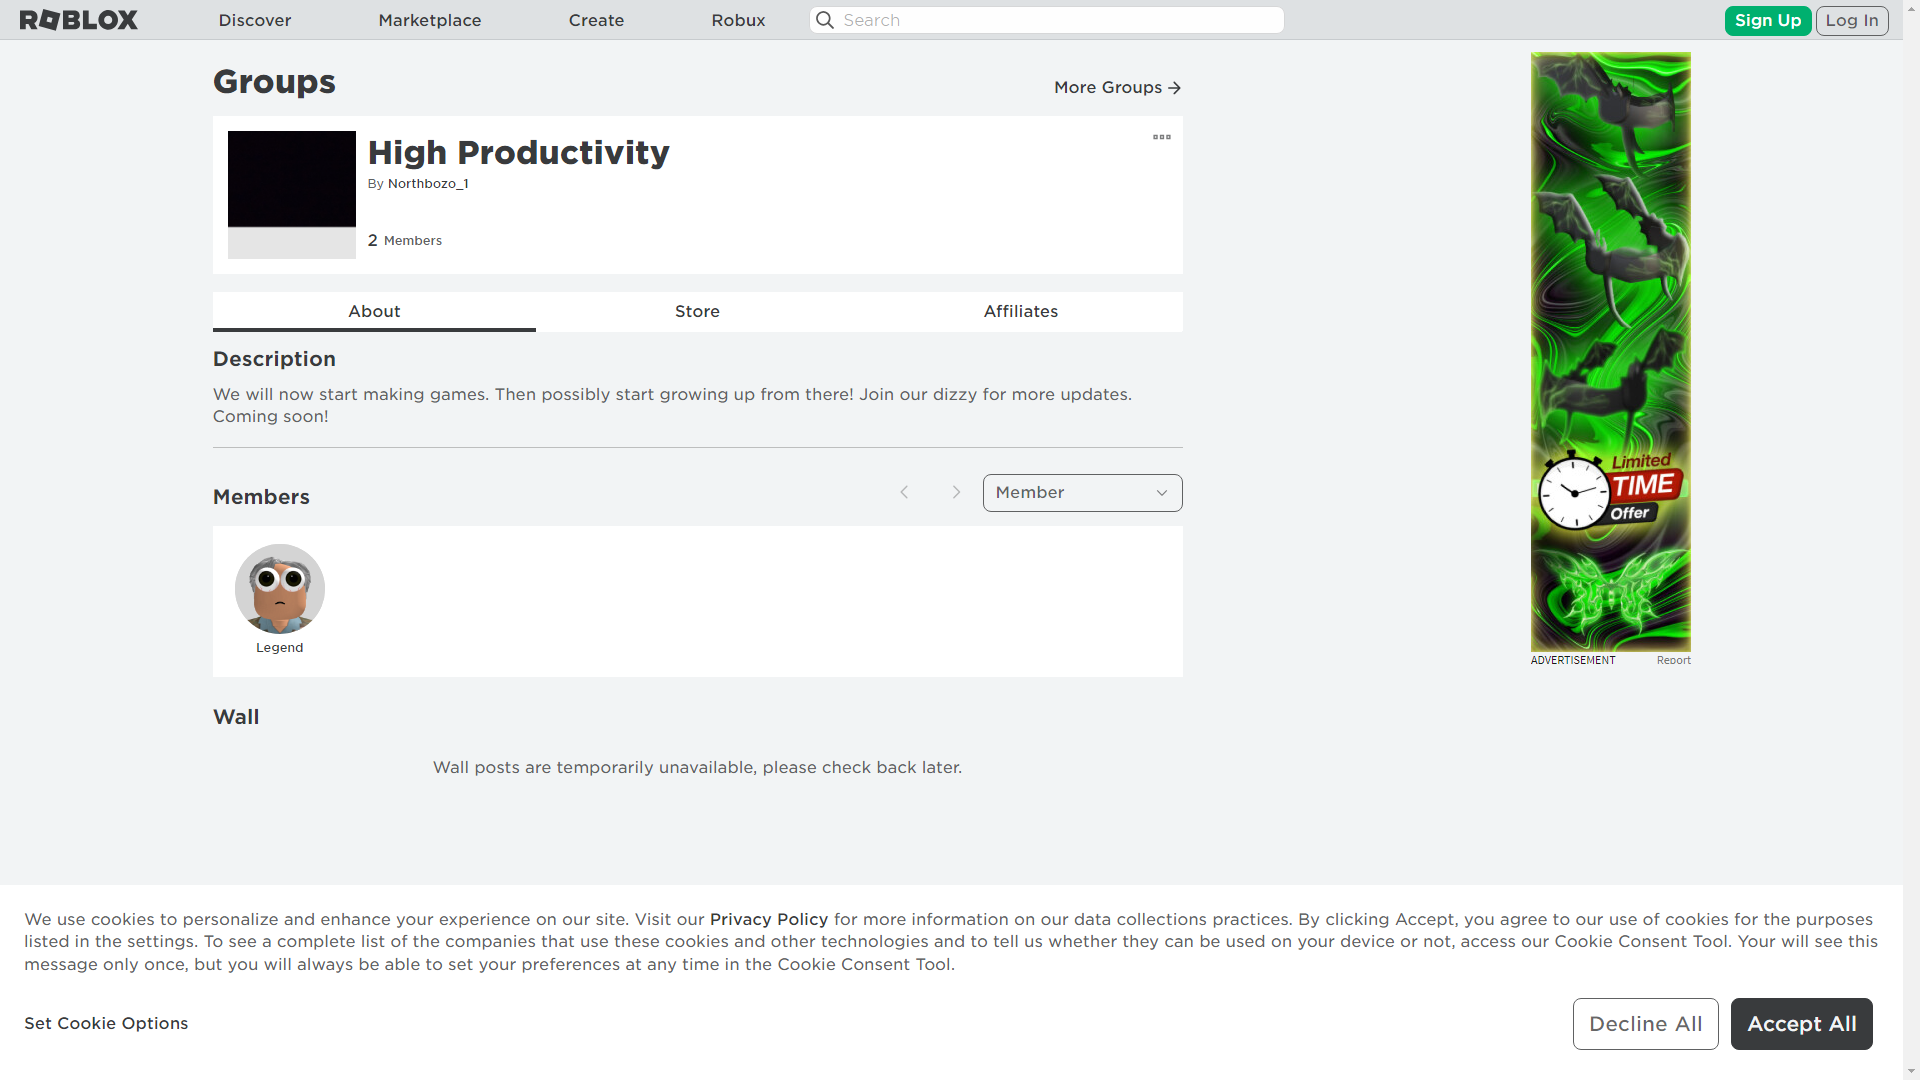 ROBLOX
Discover
Marketplace
Create
Robux
Search
Sign Up
Log In
Groups
More Groups
High Productivity
By Northbozo_1
2 Members
About
Store
Affiliates
Description
We will now start making games. Then possibly start growing up from there! Join our dizzy for more updates.
Coming soon!
Members
Member
Legend
Wall
Wall posts are temporarily unavailable, please check back later.
Limited
TIME
Offer
ADVERTISEMENT
Report
We use cookies to personalize and enhance your experience on our site. Visit our Privacy Policy for more information on our data collections practices. By clicking Accept, you agree to our use of cookies for the purposes
listed in the settings. To see a complete list of the companies that use these cookies and other technologies and to tell us whether they can be used on your device or not, access our Cookie Consent Tool. Your will see this
message only once, but you will always be able to set your preferences at any time in the Cookie Consent Tool.
Set Cookie Options
Decline All
Accept All